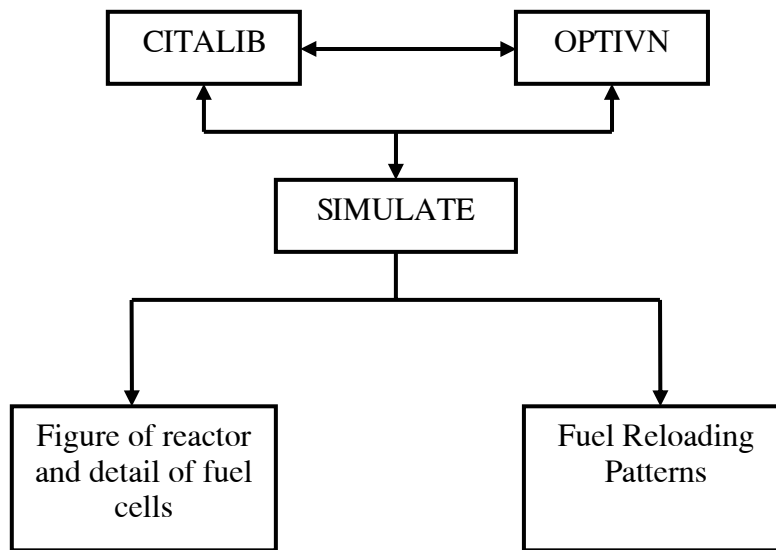 CITALIB
OPTIVN
SIMULATE
Figure of reactor
and detail of fuel
cells
Fuel Reloading
Patterns